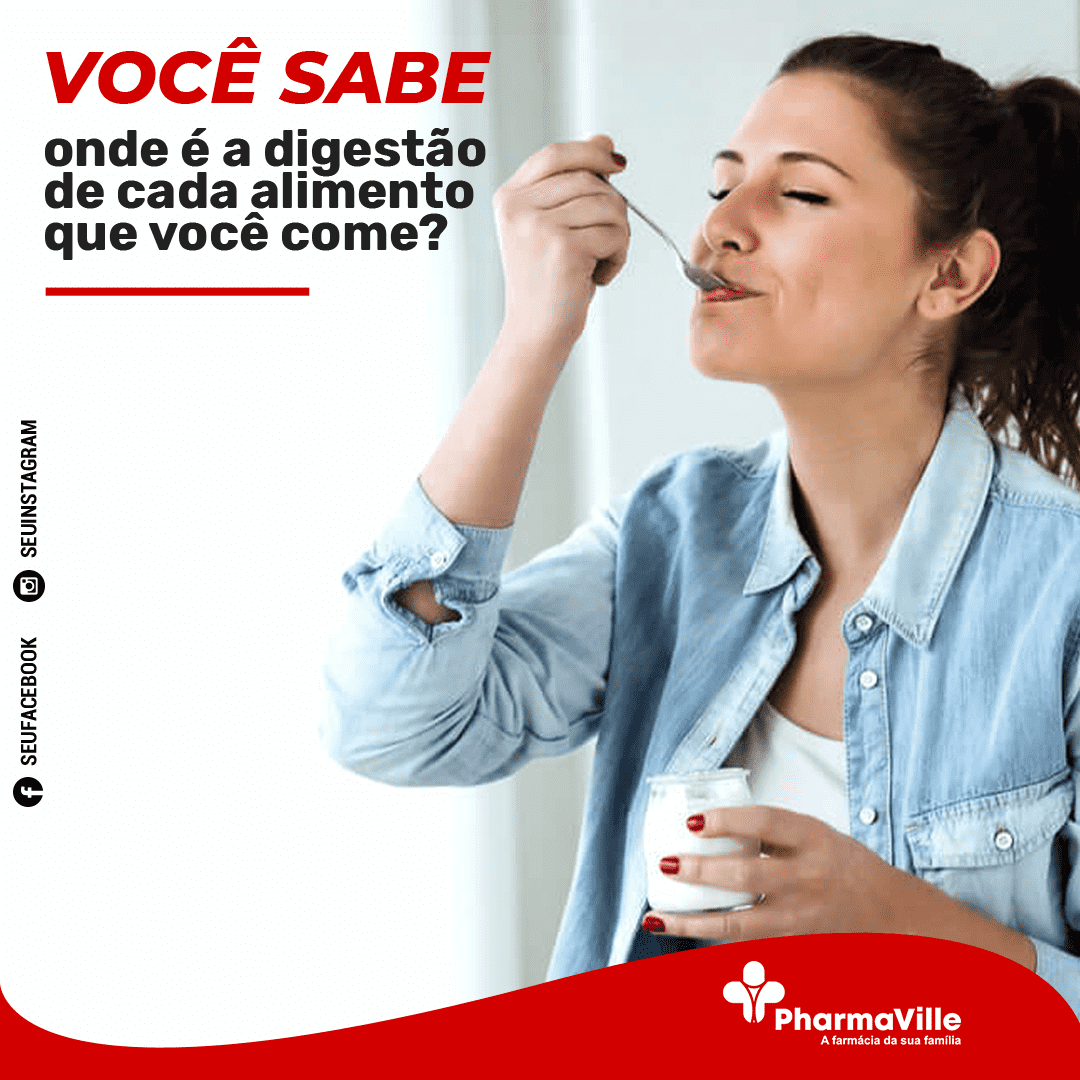 VOCÊ SABE
onde é a digestão
de cada alimento
que você come?
SEUINSTAGRAM
SEUFACEBOOK
PharmaVille
A farmácia da sua família